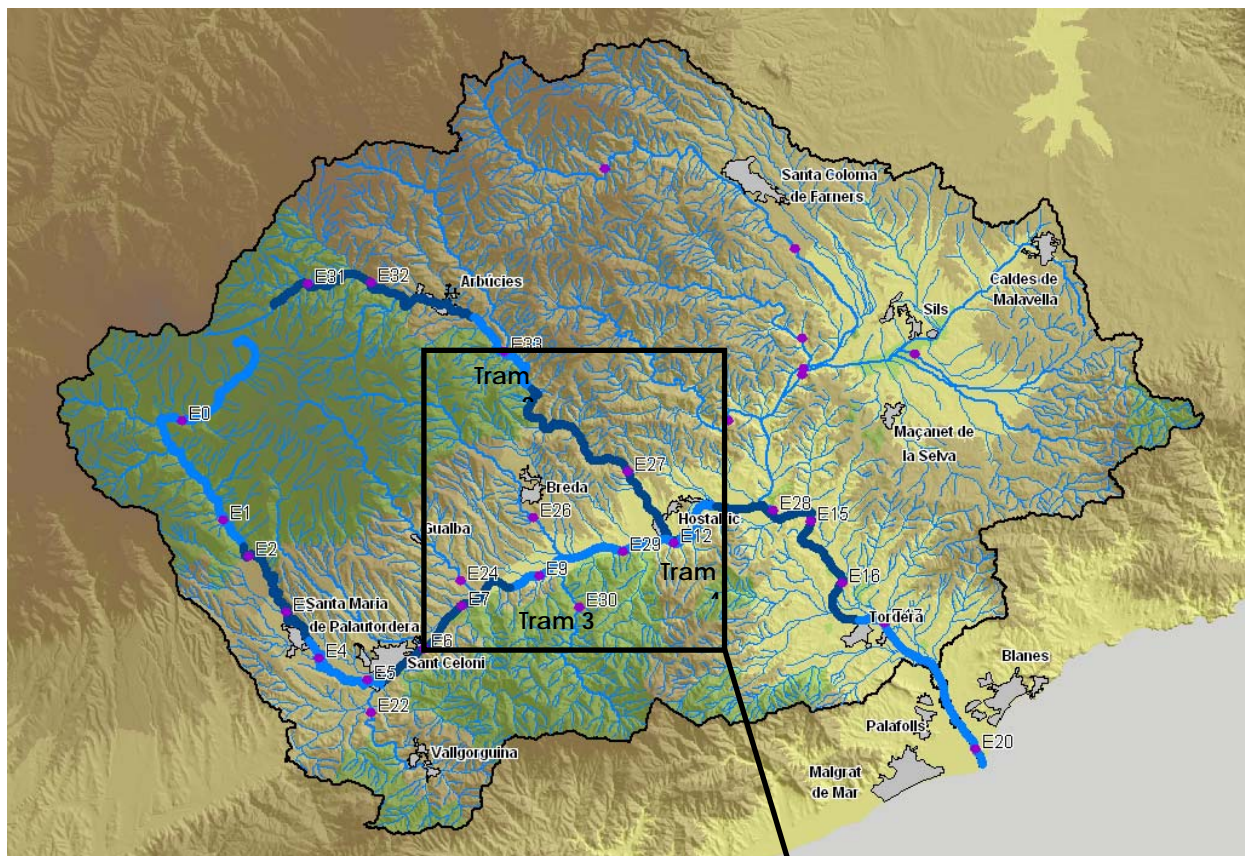 Santa Coloma
de Farners
Caldes de
Malavella
E31
E32
Arbúcies
Sils
E33
Tram
E0
Maçanet de
la Selva
E27
Breda
E26
E1
Hostalric
E28
E15
Gualba
E12
E2
E29
E9
E24
Tram
E16
E7
E30
Santa Maria
de Palautordera
Tram 3
Tordera
E6
E4
Sant Celoni
E5
Blanes
E22
Palafolls
Vallgorguina
E20
Malgrat
de Mar